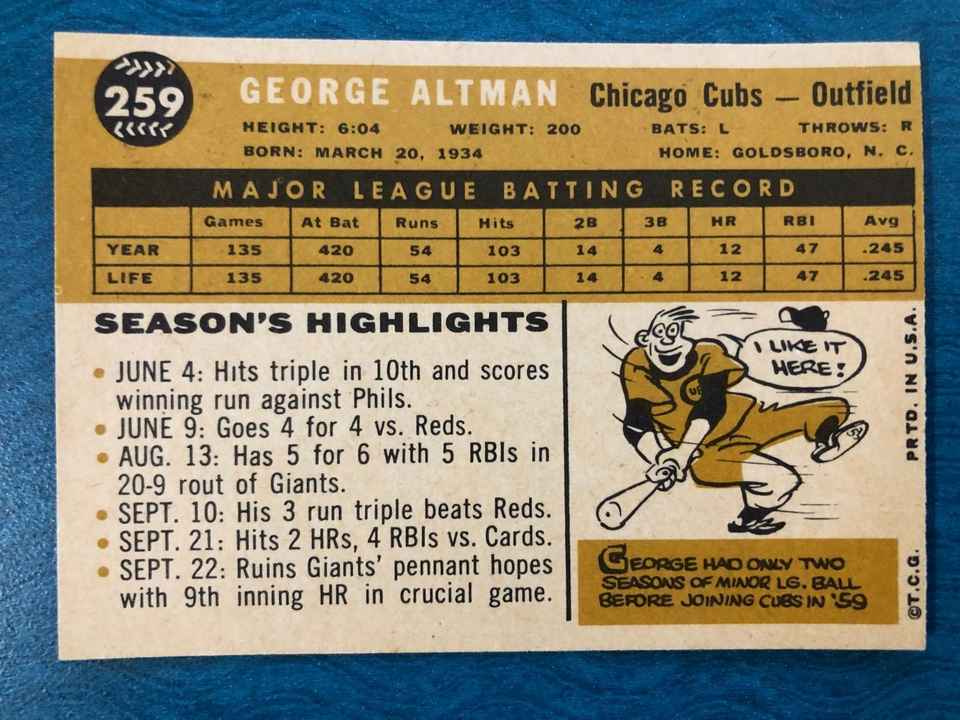 259
GEORGE ALTMAN Chicago Cubs — Outfield
HEIGHT: 6:04 WEIGHT: 200 BATS: L THROWS: R
BORN: MARCH 20, 1934 HOME: GOLDSBORO, N. C.
MAJOR LEAGUE BATTING RECORD
Games At Bat Runs Hits 2B 3B HR RBI Avg
YEAR 135 420 54 103 14 4 12 47 .245
LIFE 135 420 54 103 14 4 12 47 .245
SEASON'S HIGHLIGHTS
• JUNE 4: Hits triple in 10th and scores
winning run against Phils.
• JUNE 9: Goes 4 for 4 vs. Reds.
• AUG. 13: Has 5 for 6 with 5 RBIs in
20-9 rout of Giants.
• SEPT. 10: His 3 run triple beats Reds.
• SEPT. 21: Hits 2 HRs, 4 RBIs vs. Cards.
• SEPT. 22: Ruins Giants' pennant hopes
with 9th inning HR in crucial game.
I LIKE IT
HERE!
GEORGE HAD ONLY TWO
SEASONS OF MINOR LG. BALL
BEFORE JOINING CUBS IN '59
©T.C.G. PRTD. IN U.S.A.